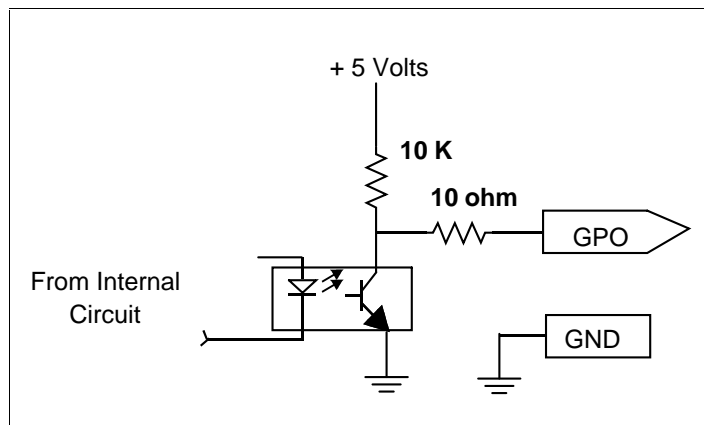 + 5 Volts
10 K
10 ohm
GPO
From Internal
Circuit
GND